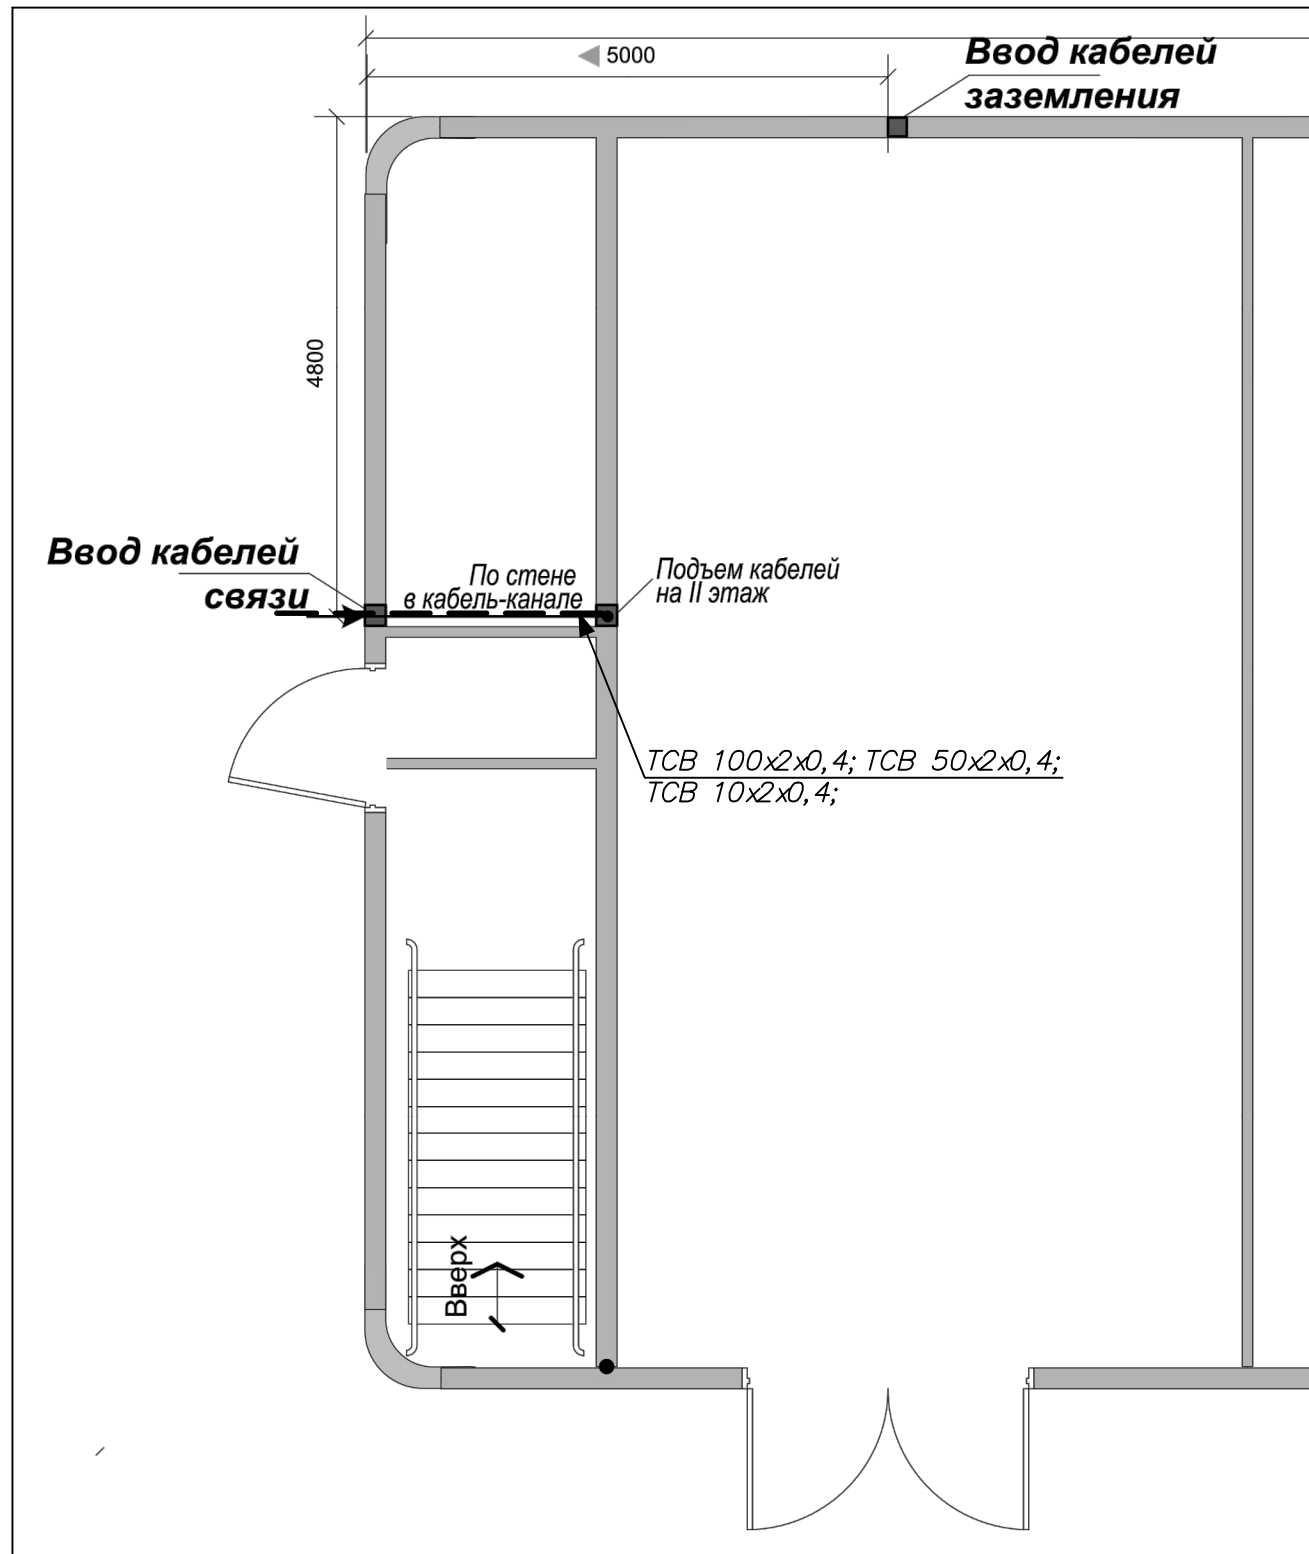 5000
Ввод кабелей
заземления
4800
Ввод кабелей
связи
По стене
в кабель-канале
Подъем кабелей
на II этаж
ТСВ 100х2х0,4; ТСВ 50х2х0,4;
ТСВ 10х2х0,4;
Вверх